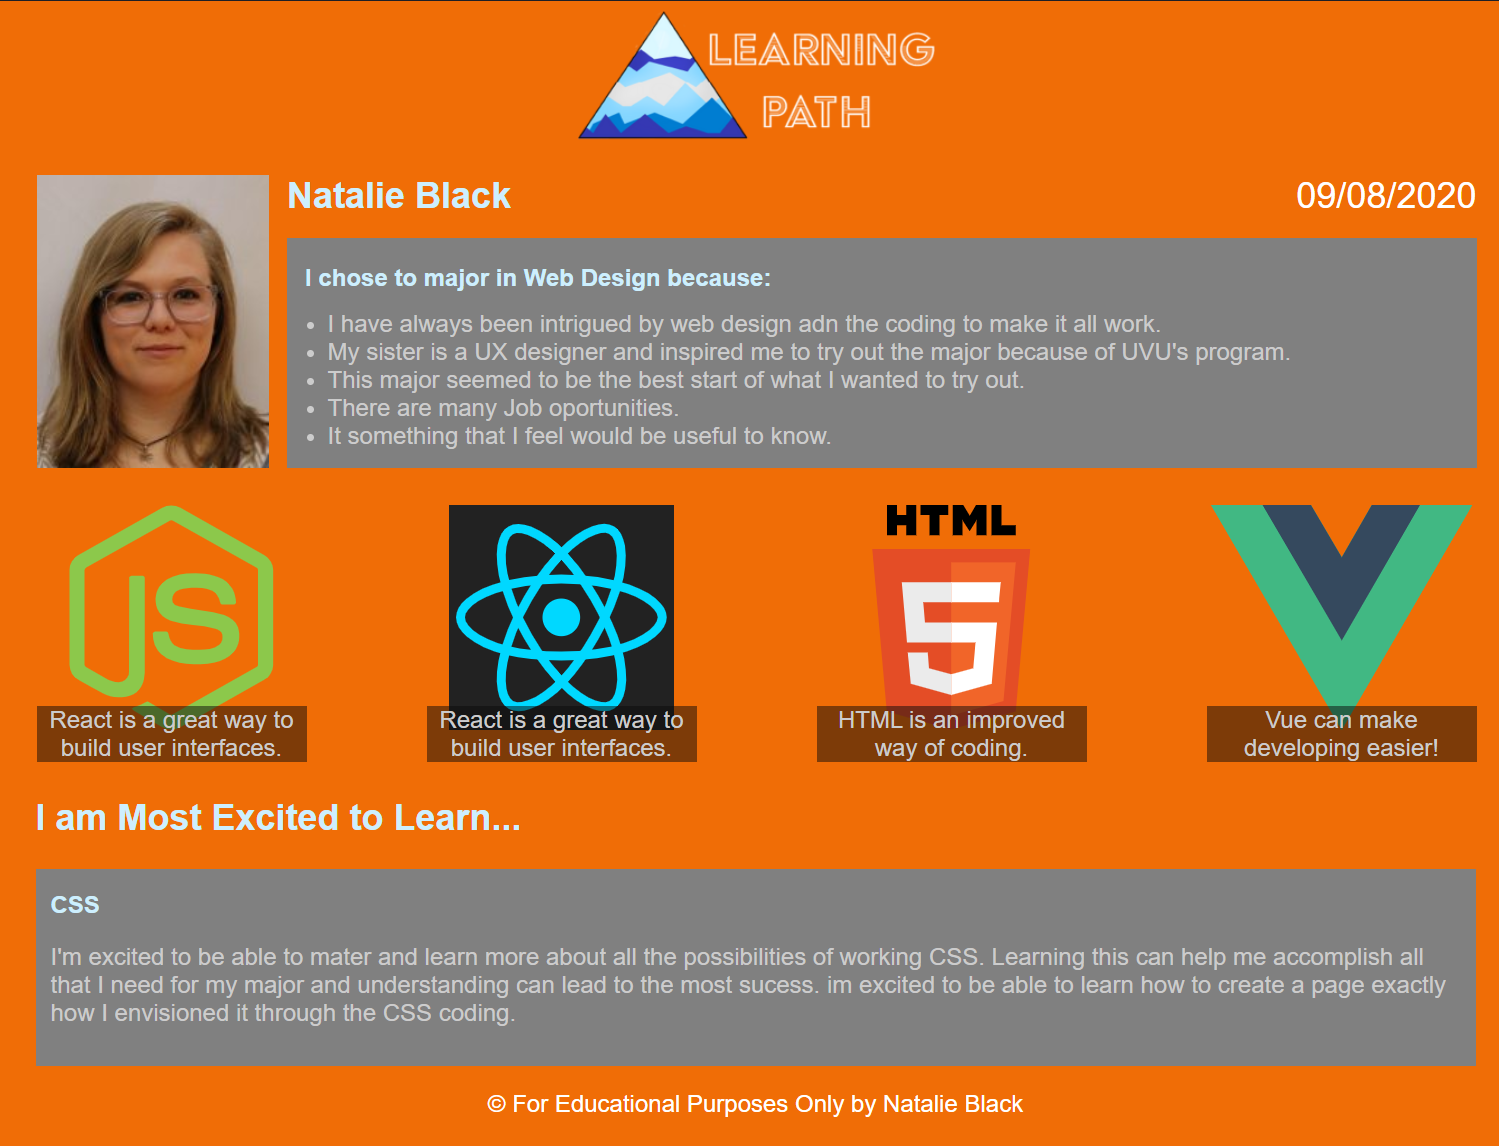 LEARNING
PATH
Natalie Black
09/08/2020
I chose to major in Web Design because:
• I have always been intrigued by web design adn the coding to make it all work.
• My sister is a UX designer and inspired me to try out the major because of UVU's program.
• This major seemed to be the best start of what I wanted to try out.
• There are many Job oportunities.
• It something that I feel would be useful to know.
JS
HTML
5
React is a great way to
build user interfaces.
React is a great way to
build user interfaces.
HTML is an improved
way of coding.
Vue can make
developing easier!
I am Most Excited to Learn...
CSS
I'm excited to be able to mater and learn more about all the possibilities of working CSS. Learning this can help me accomplish all
that I need for my major and understanding can lead to the most sucess. im excited to be able to learn how to create a page exactly
how I envisioned it through the CSS coding.
© For Educational Purposes Only by Natalie Black